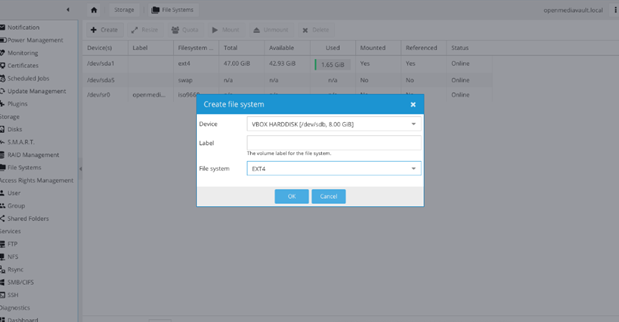 Storage
File Systems
openmediavault.local
Create
Resize
Quota
Mount
Unmount
Delete
Device(s) Label Filesystem ... Total Available Used Mounted Referenced Status
/dev/sda1 ext4 47.00 GiB 42.93 GiB 1.65 GiB Yes Yes Online
/dev/sda5 swap n/a n/a n/a No No Online
/dev/sr0 openmedi... iso9660 Online
Notification
Power Management
Monitoring
Certificates
Scheduled Jobs
Update Management
Plugins
torage
Disks
S.M.A.R.T.
RAID Management
File Systems
Access Rights Management
User
Group
Shared Folders
ervices
FTP
NFS
Rsync
SMB/CIFS
SSH
Diagnostics
Dashboard
Create file system
Device VBOX HARDDISK [/dev/sdb, 8.00 GiB]
Label
The volume label for the file system.
File system EXT4
OK Cancel